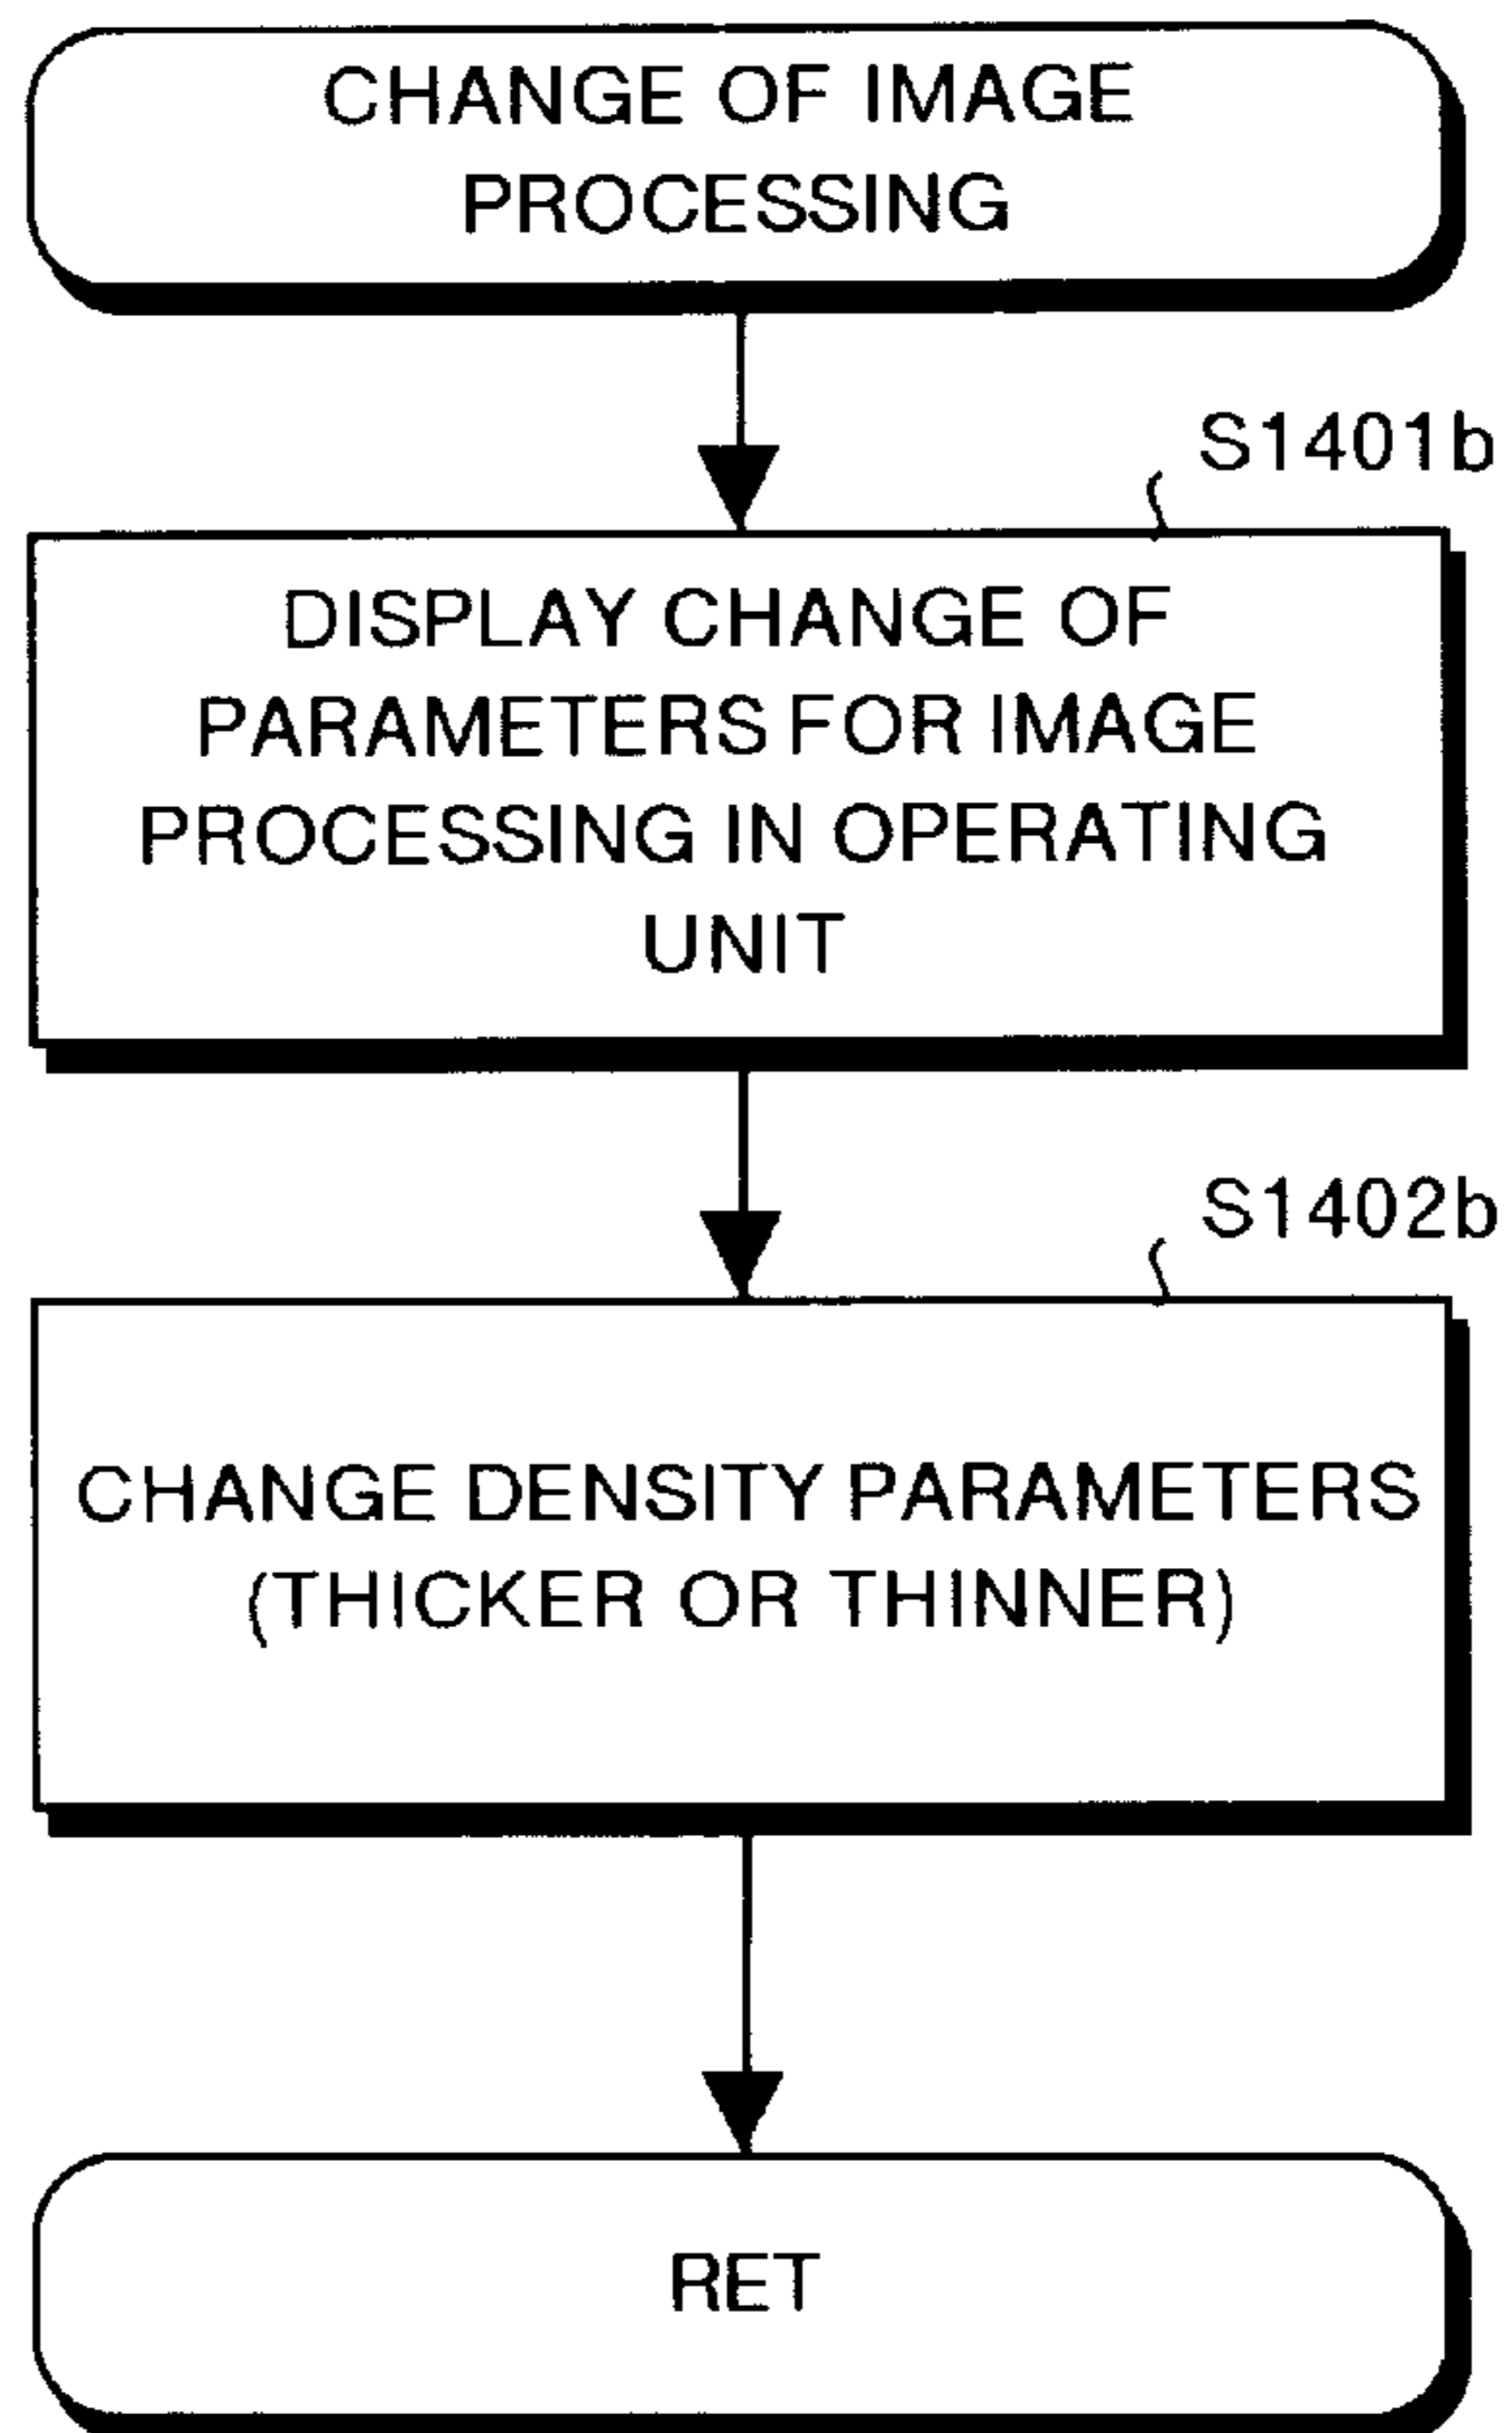 CHANGE OF IMAGE
PROCESSING
S1401b
DISPLAY CHANGE OF
PARAMETERS FOR IMAGE
PROCESSING IN OPERATING
UNIT
S1402b
CHANGE DENSITY PARAMETERS
(THICKER OR THINNER)
RET